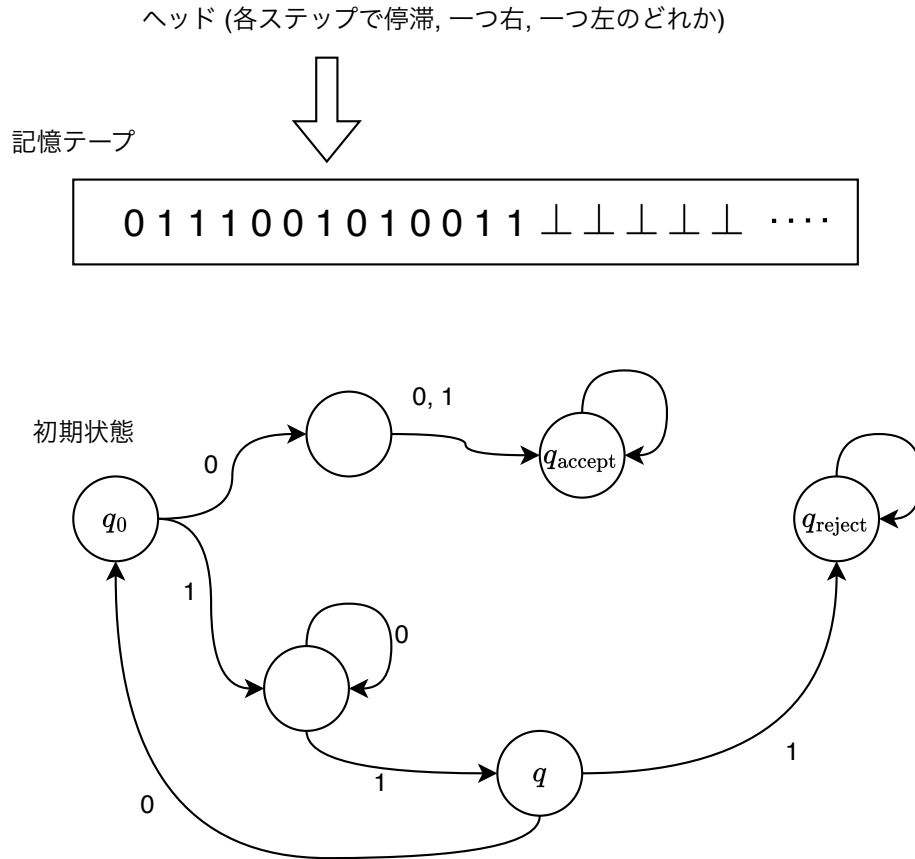 ヘッド (各ステップで停滞, 一つ右, 一つ左のどれか)
記憶テープ
0 1 1 1 0 0 1 0 1 0 0 1 1 ⊥ ⊥ ⊥ ⊥ ⊥ ····
0, 1
初期状態
q_accept
0
q_0
q_reject
1
0
1
q
1
0